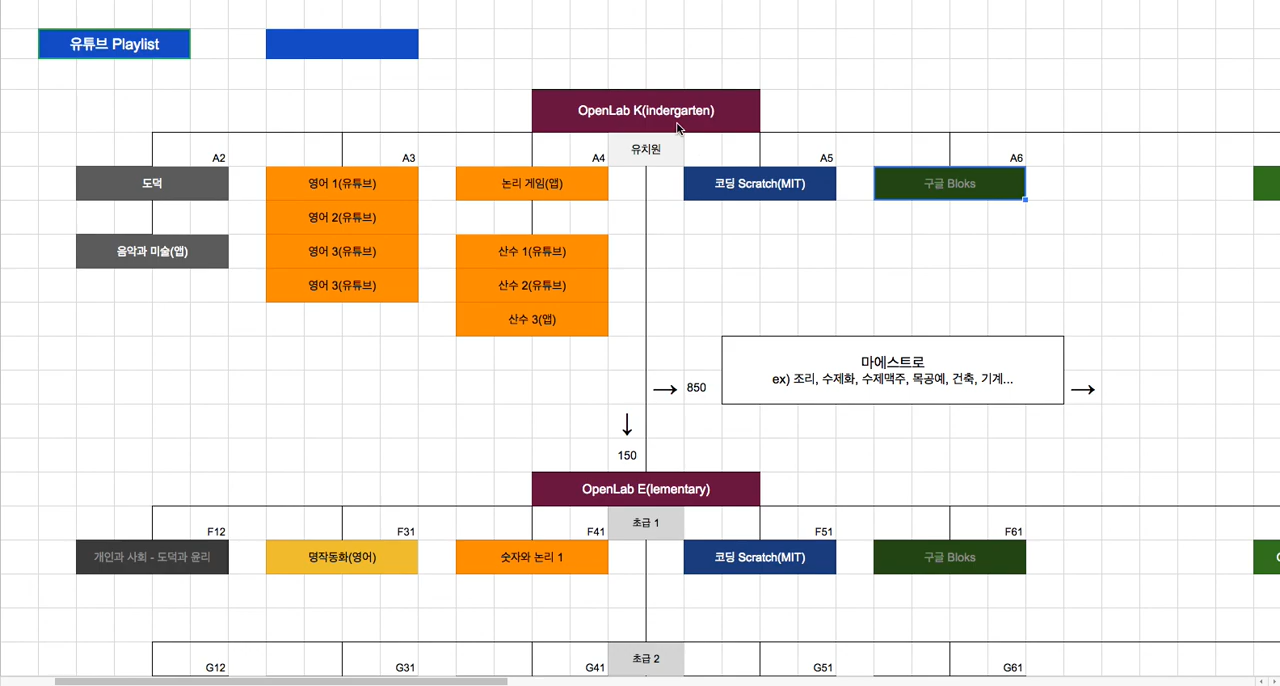 유튜브 Playlist
OpenLab K(indergarten)
유치원
A2
A3
A4
A5
A6
도덕
영어 1(유튜브)
논리 게임(앱)
코딩 Scratch(MIT)
구글 Bloks
영어 2(유튜브)
음악과 미술(앱)
영어 3(유튜브)
산수 1(유튜브)
영어 3(유튜브)
산수 2(유튜브)
산수 3(앱)
마에스트로
ex) 조리, 수제화, 수제맥주, 목공예, 건축, 기계...
→ 850
→
↓
150
OpenLab E(lementary)
초급 1
F12
F31
F41
F51
F61
개인과 사회 - 도덕과 윤리
명작동화(영어)
숫자와 논리 1
코딩 Scratch(MIT)
구글 Bloks
초급 2
G12
G31
G41
G51
G61